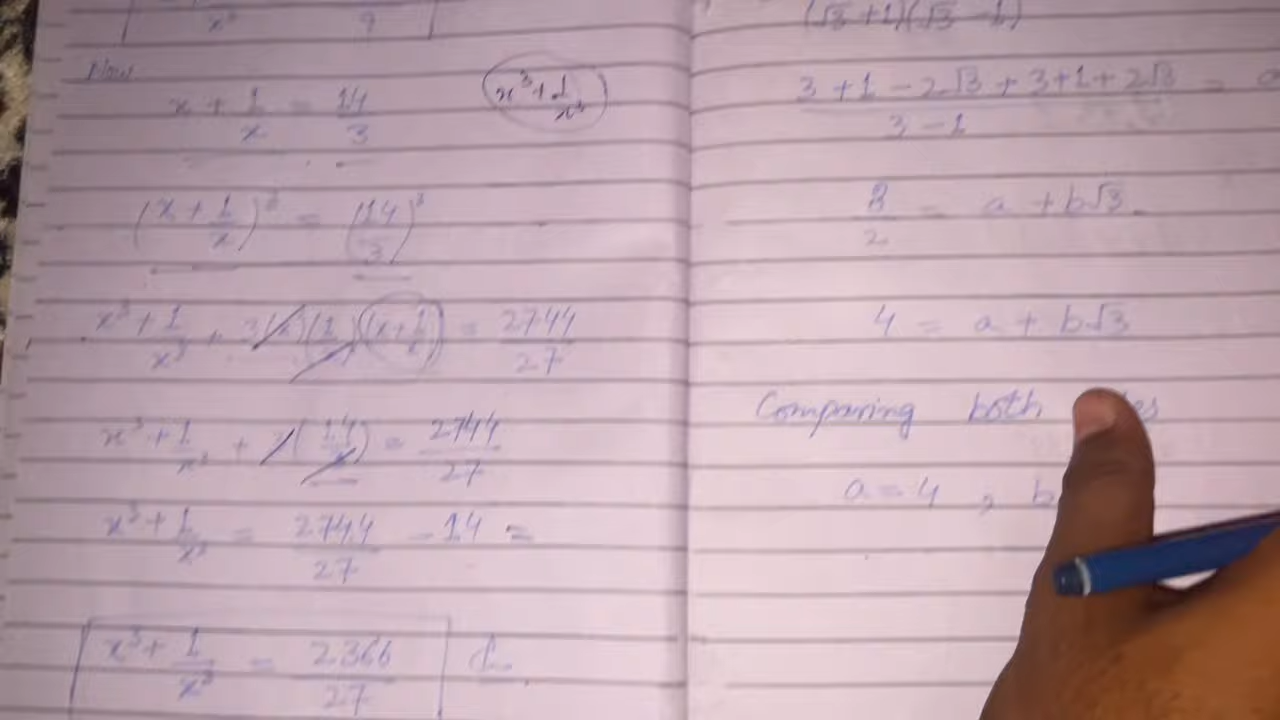 x² 9
Now
x + 1/x = 14/3
x³ + 1/x³
(x + 1/x)³ = (14/3)³
x³ + 1/x³ + 3(x)(1/x)(x + 1/x) = 2744/27
x³ + 1/x³ + 3(14/3) = 2744/27
x³ + 1/x³ = 2744/27 - 14 =
x³ + 1/x³ = 2366/27
(√3 + 1)(√3 - 1)
3 + 1 - 2√3 + 3 + 1 + 2√3 / 3 - 1 = a
8/2 = a + b√3
4 = a + b√3
Comparing both
a = 4 , b